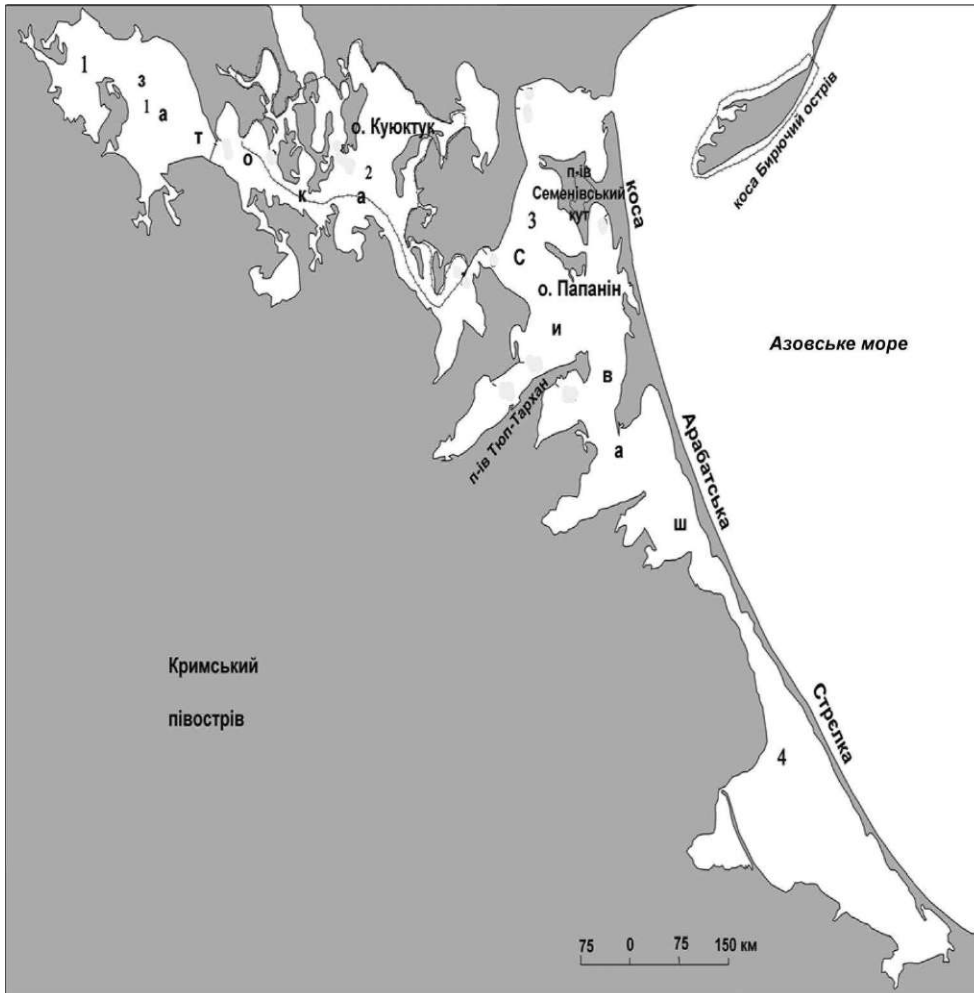 1
з
1
а
т
о
к
а
2
о. Куюктук
коса Бирючий острів
п-ів
Семенівський
кут
3
С
о. Папанін
и
в
а
ш
п-ів Тюп-Тархан
коса
Арабатська
Стрєлка
Азовське море
Кримський
півострів
4
75 0 75 150 км